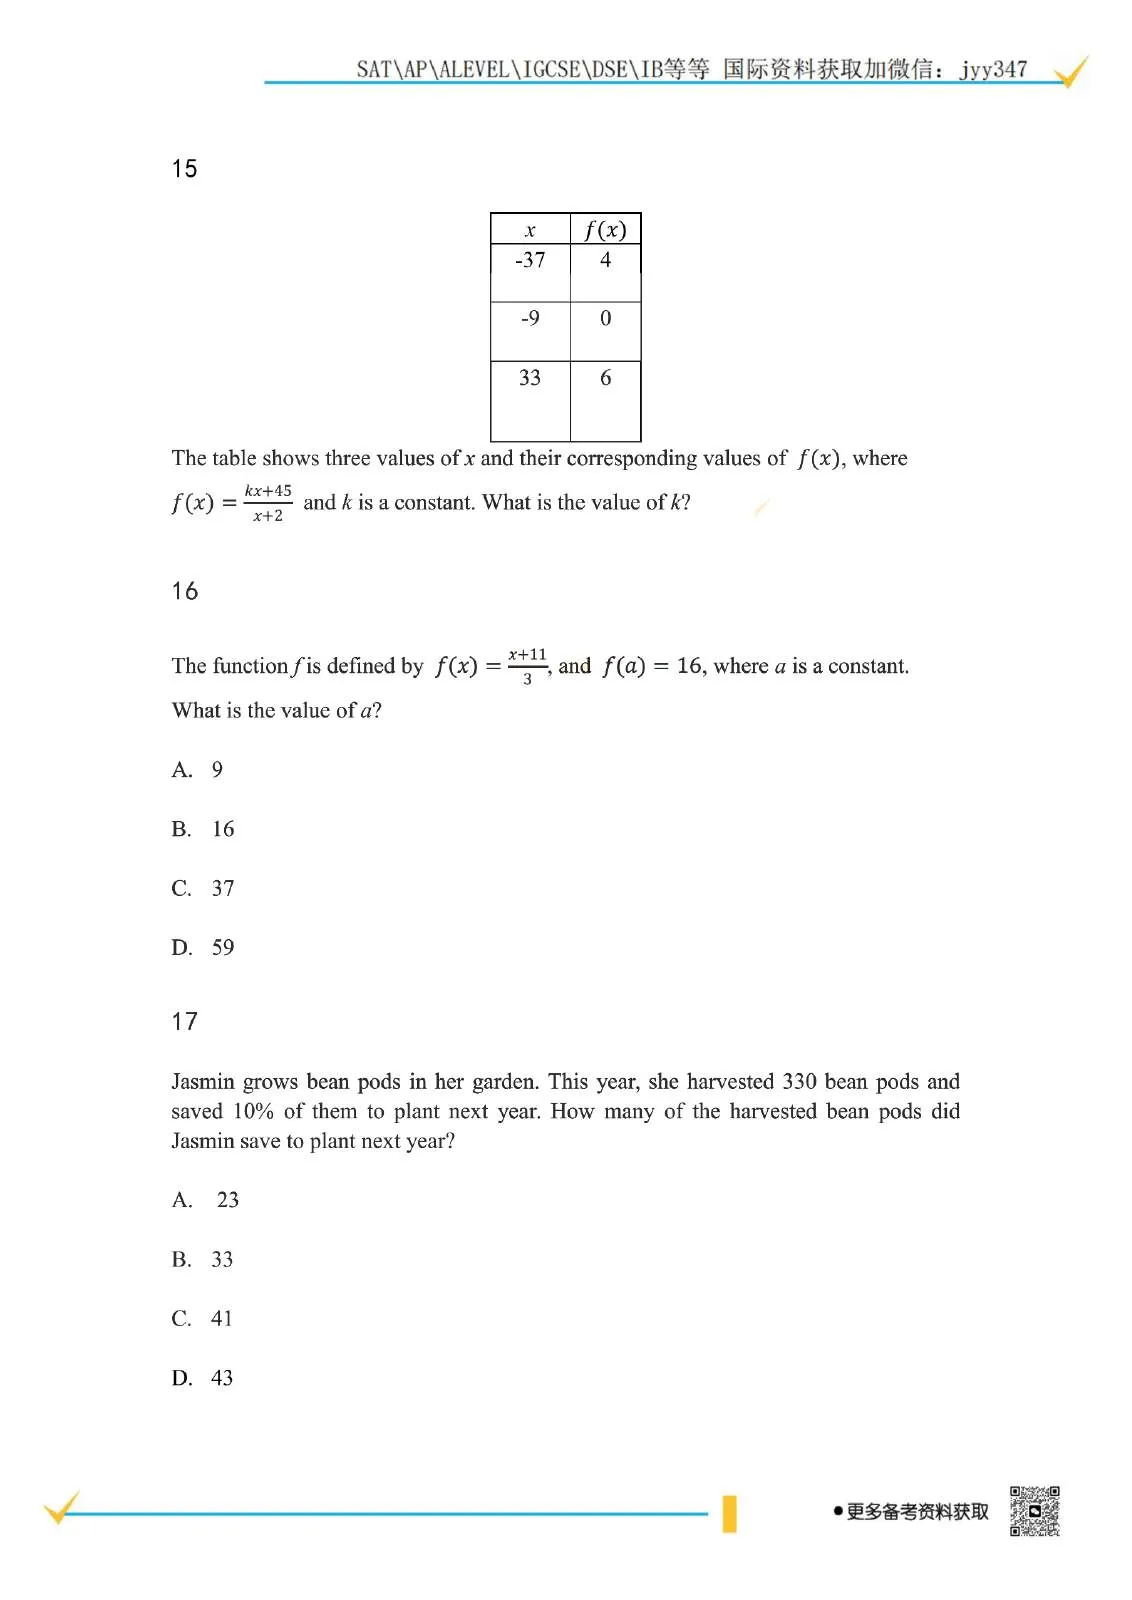 SAT\AP\ALEVEL\IGCSE\DSE\IB等等 国际资料获取加微信：jyy347
15
x f(x)
-37 4
-9 0
33 6
The table shows three values of x and their corresponding values of f(x), where
f(x) = \frac{kx+45}{x+2} and k is a constant. What is the value of k?
16
The function f is defined by f(x) = \frac{x+11}{3}, and f(a) = 16, where a is a constant.
What is the value of a?
A. 9
B. 16
C. 37
D. 59
17
Jasmin grows bean pods in her garden. This year, she harvested 330 bean pods and
saved 10% of them to plant next year. How many of the harvested bean pods did
Jasmin save to plant next year?
A. 23
B. 33
C. 41
D. 43
●更多备考资料获取